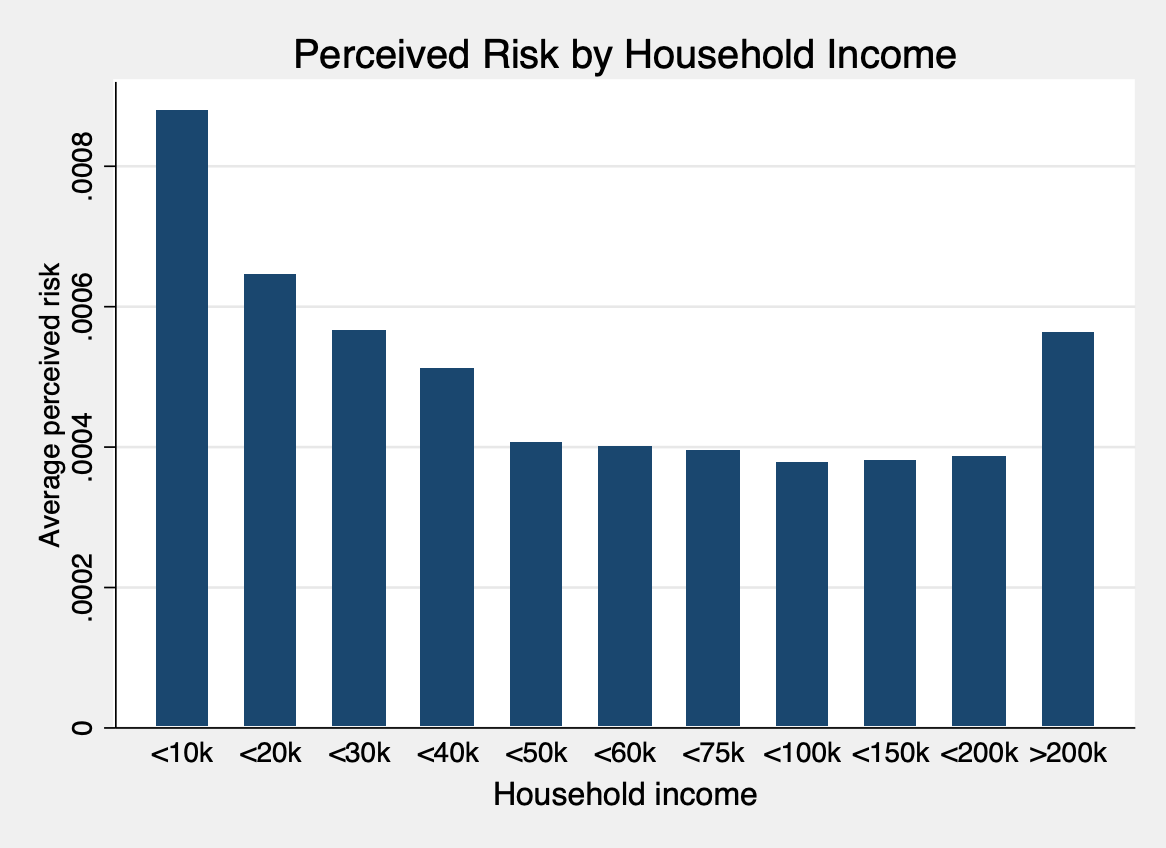 Perceived Risk by Household Income
Average perceived risk
.0008
.0006
.0004
.0002
0
<10k <20k <30k <40k <50k <60k <75k <100k <150k <200k >200k
Household income